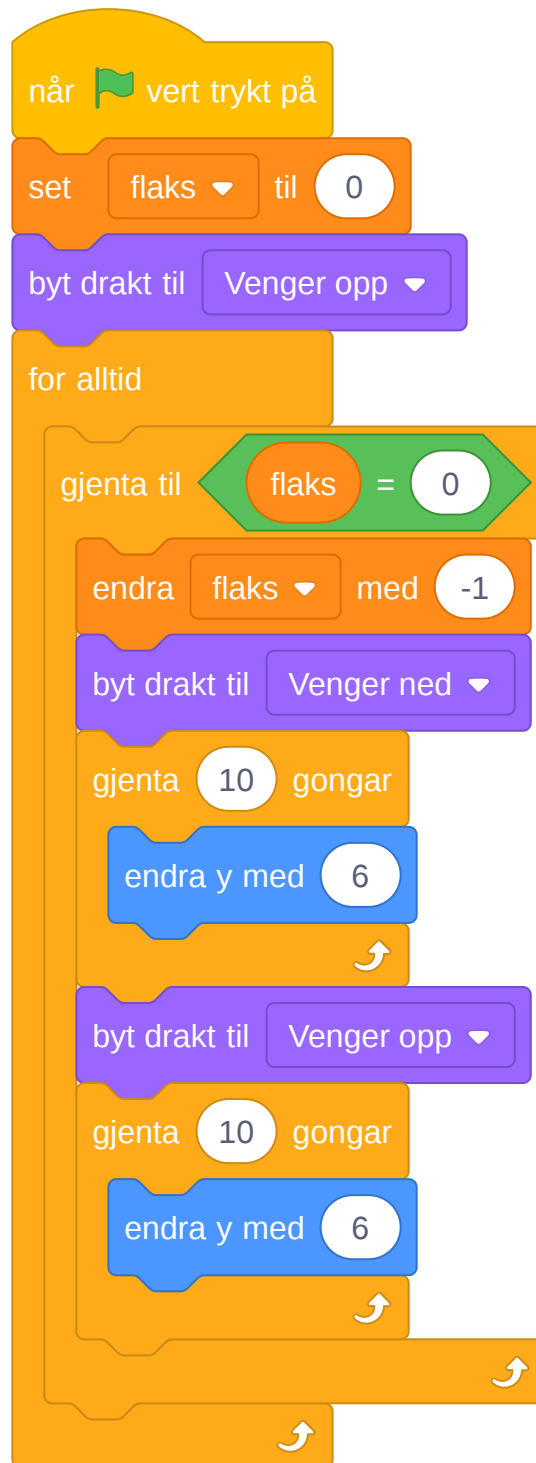 når vert trykt på
set flaks til 0
byt drakt til Venger opp
for alltid
gjenta til flaks = 0
endra flaks med -1
byt drakt til Venger ned
gjenta 10 gongar
endra y med 6
byt drakt til Venger opp
gjenta 10 gongar
endra y med 6